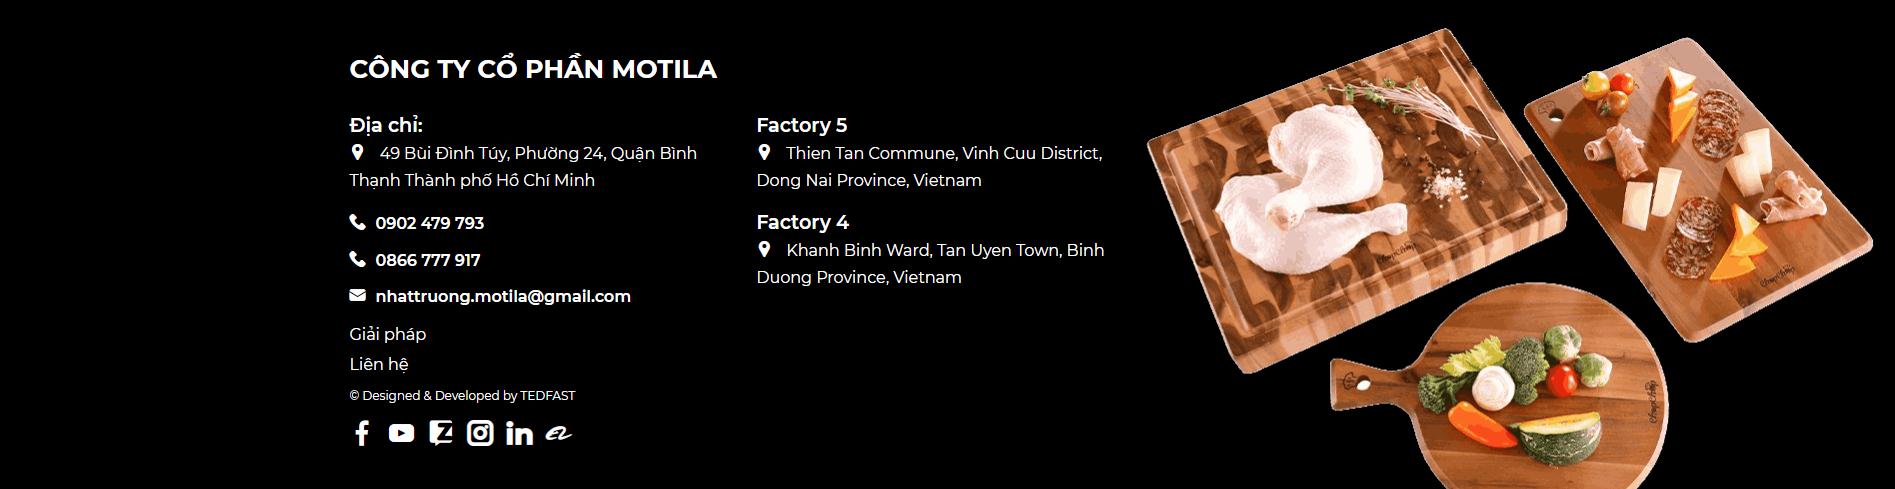 CÔNG TY CỔ PHẦN MOTILA
Địa chỉ:
49 Bùi Đình Túy, Phường 24, Quận Bình
Thạnh Thành phố Hồ Chí Minh
0902 479 793
0866 777 917
nhattruong.motila@gmail.com
Giải pháp
Liên hệ
© Designed & Developed by TEDFAST
Factory 5
Thien Tan Commune, Vinh Cuu District,
Dong Nai Province, Vietnam
Factory 4
Khanh Binh Ward, Tan Uyen Town, Binh
Duong Province, Vietnam